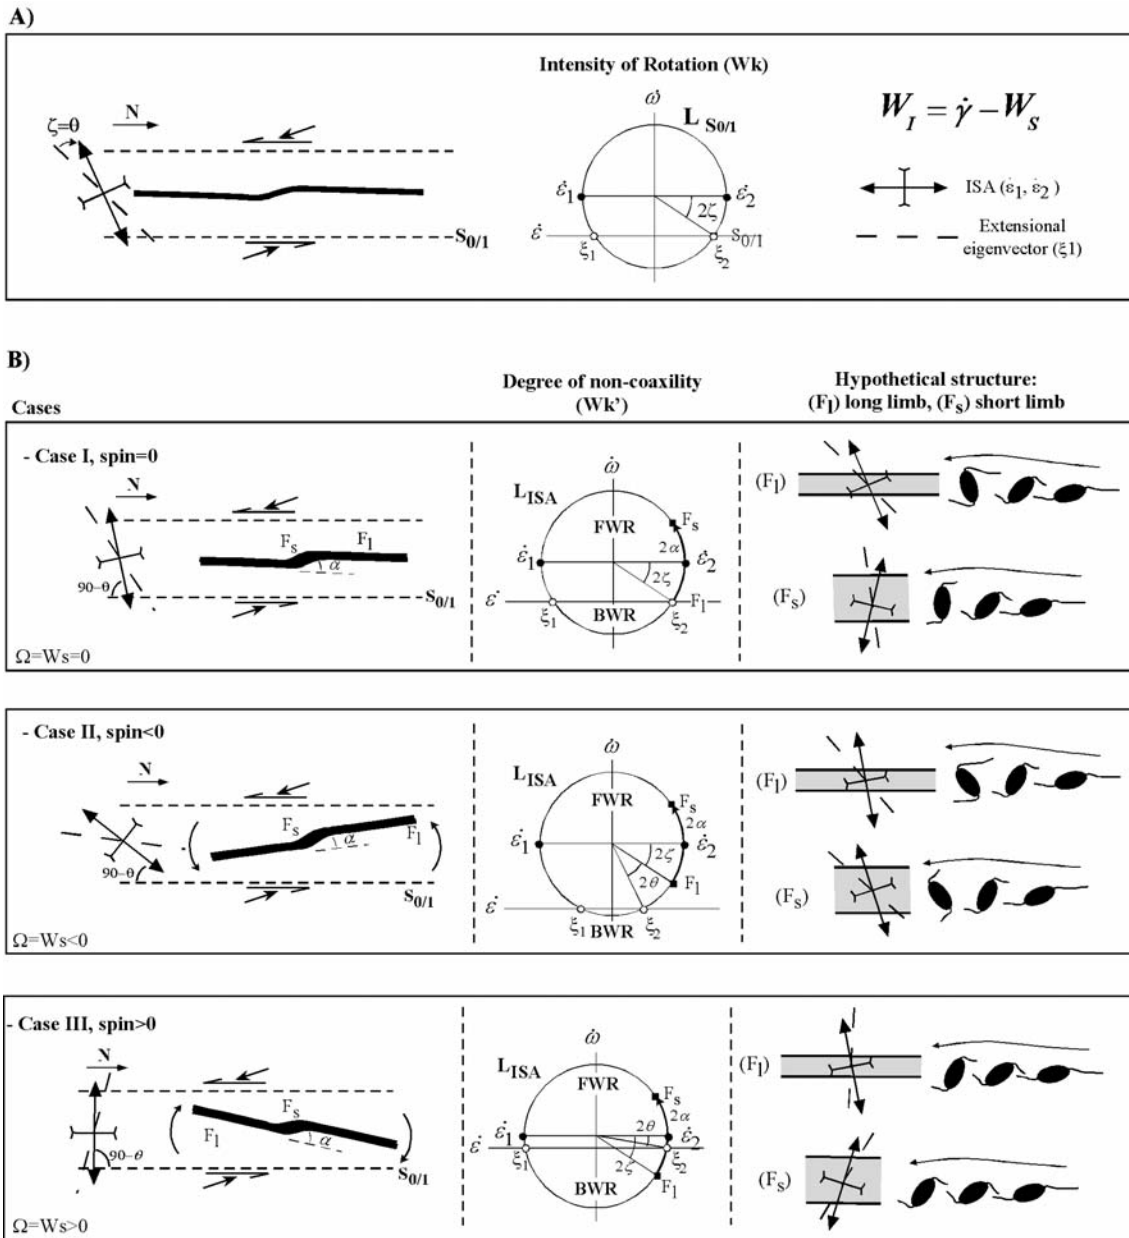 A)
Intensity of Rotation (Wk)
ζ=θ
N
S0/1
ω̇
L S0/1
ε̇1
ε̇2
2ζ
ε̇
S0/1
ξ1
ξ2
W_I = γ̇ − W_S
ISA (ε̇1, ε̇2 )
Extensional
eigenvector (ξ1)
B)
Cases
Degree of non-coaxility
(Wk')
Hypothetical structure:
(Fl) long limb, (Fs) short limb
- Case I, spin=0
N
Fs
Fl
α
90-θ
S0/1
Ω=Ws=0
ω̇
LISA
FWR
Fs
2α
ε̇1
ε̇2
2ζ
ε̇
Fl
ξ1
BWR
ξ2
(Fl)
(Fs)
- Case II, spin<0
N
Fs
Fl
α
90-θ
S0/1
Ω=Ws<0
ω̇
LISA
FWR
Fs
2α
ε̇1
ε̇2
2ζ
2θ
Fl
ε̇
ξ1
BWR
ξ2
(Fl)
(Fs)
- Case III, spin>0
N
Fs
Fl
α
90-θ
S0/1
Ω=Ws>0
ω̇
LISA
FWR
Fs
2α
ε̇1
2θ
ε̇2
ε̇
ξ1
2ζ
ξ2
BWR
Fl
(Fl)
(Fs)